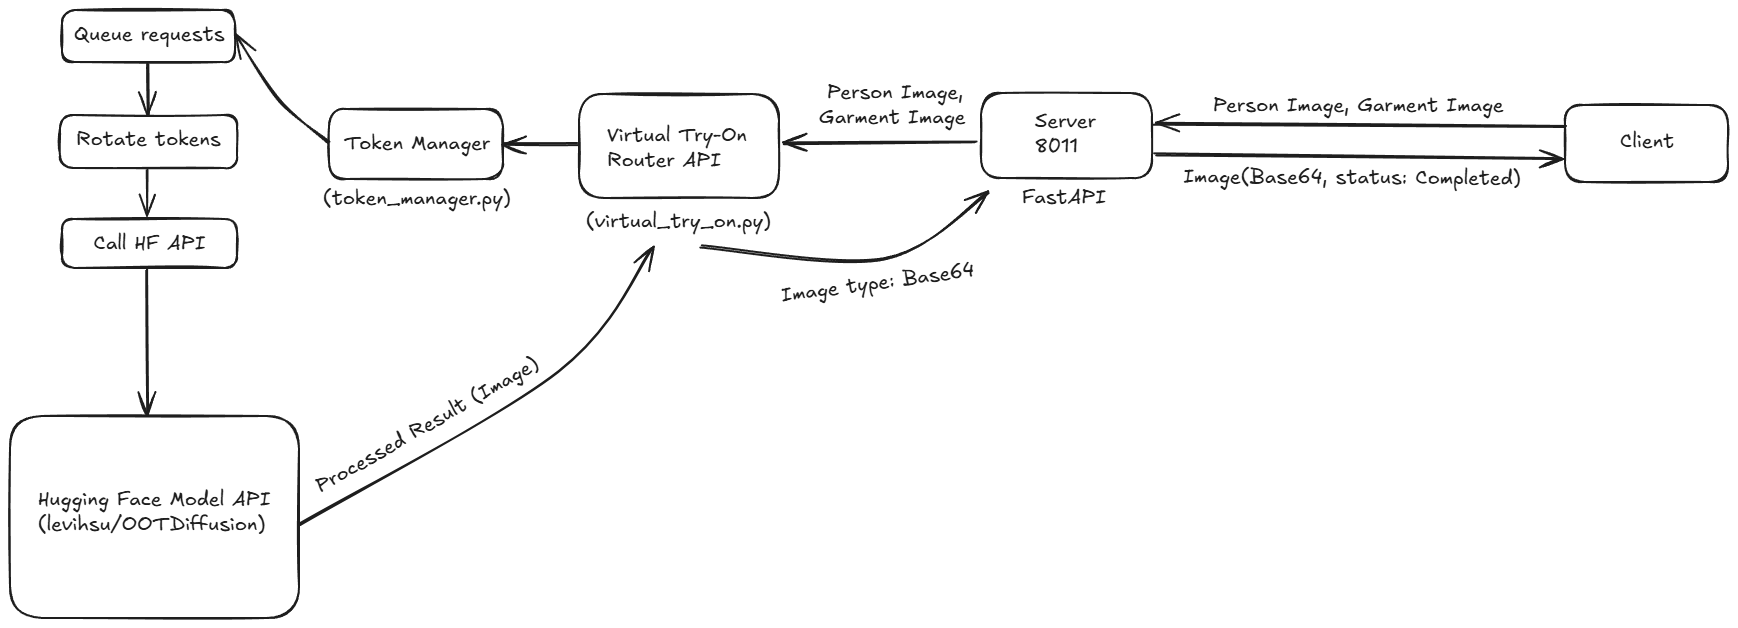 Queue requests
Rotate tokens
Call HF API
Hugging Face Model API
(levihsu/OOTDiffusion)
Processed Result (Image)
Token Manager
(token_manager.py)
Virtual Try-On
Router API
(virtual_try_on.py)
Image type: Base64
Person Image,
Garment Image
Server
8011
FastAPI
Person Image, Garment Image
Image(Base64, status: Completed)
Client